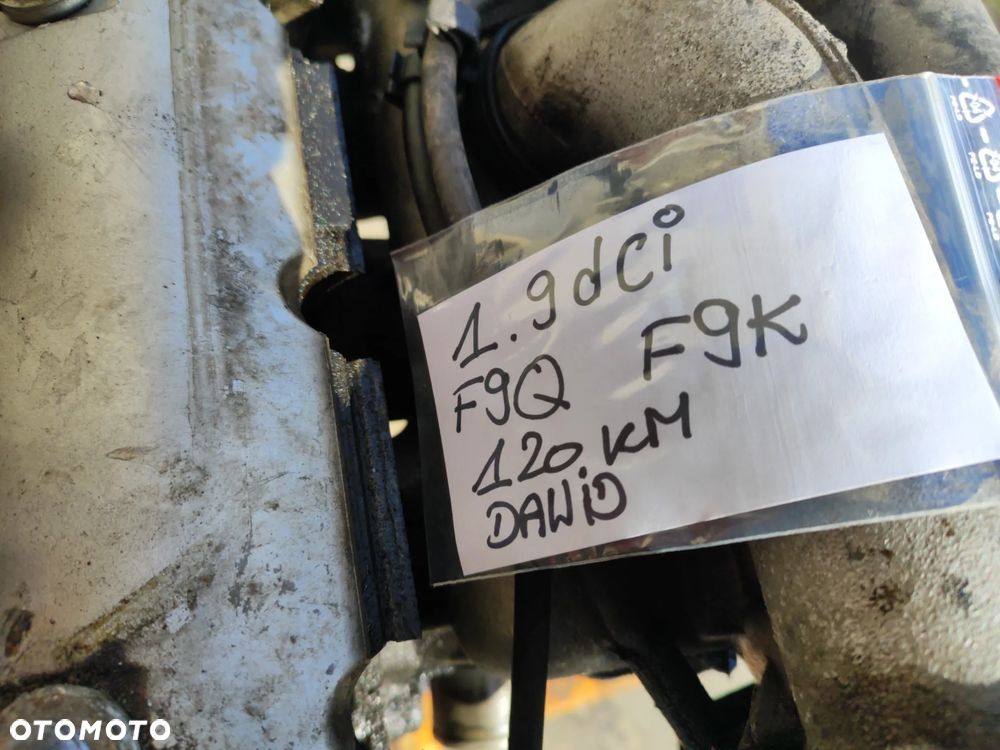 1.9dCi
F9Q F9K
120.KM
DAWiD
OTOMOTO